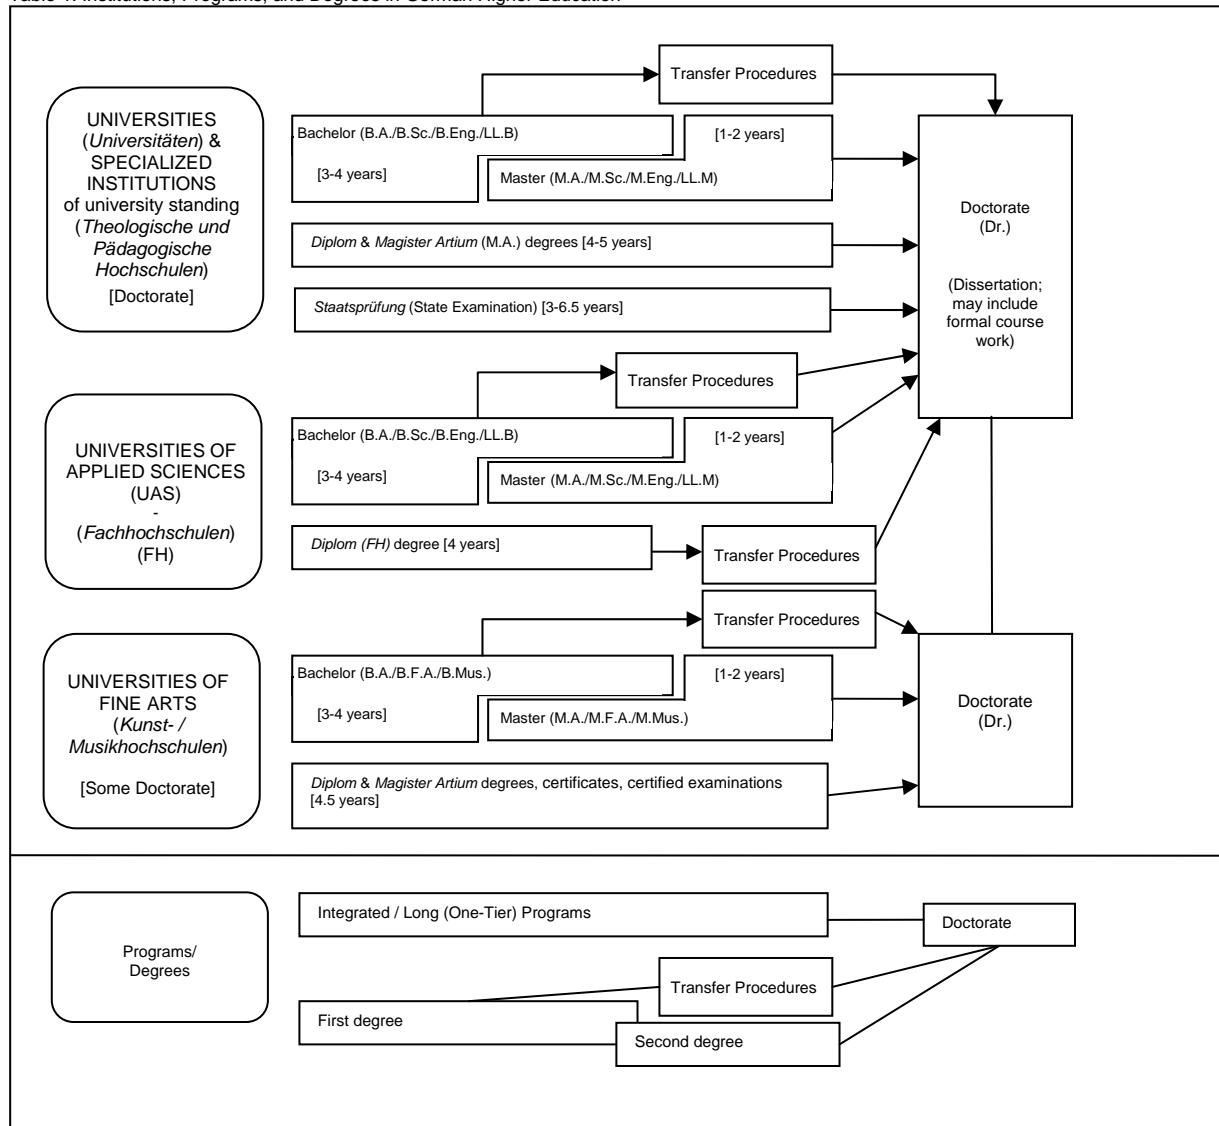 Table 1: Institutions, Programs, and Degrees in German Higher Education
UNIVERSITIES
(Universitäten) &
SPECIALIZED
INSTITUTIONS
of university standing
(Theologische und
Pädagogische
Hochschulen)
[Doctorate]
Transfer Procedures
Bachelor (B.A./B.Sc./B.Eng./LL.B)
[3-4 years]
[1-2 years]
Master (M.A./M.Sc./M.Eng./LL.M)
Diplom & Magister Artium (M.A.) degrees [4-5 years]
Staatsprüfung (State Examination) [3-6.5 years]
Doctorate
(Dr.)
(Dissertation;
may include
formal course
work)
UNIVERSITIES OF
APPLIED SCIENCES
(UAS)
-
(Fachhochschulen)
(FH)
Transfer Procedures
Bachelor (B.A./B.Sc./B.Eng./LL.B)
[3-4 years]
[1-2 years]
Master (M.A./M.Sc./M.Eng./LL.M)
Diplom (FH) degree [4 years]
Transfer Procedures
UNIVERSITIES OF
FINE ARTS
(Kunst- /
Musikhochschulen)
[Some Doctorate]
Transfer Procedures
Bachelor (B.A./B.F.A./B.Mus.)
[3-4 years]
[1-2 years]
Master (M.A./M.F.A./M.Mus.)
Diplom & Magister Artium degrees, certificates, certified examinations
[4.5 years]
Doctorate
(Dr.)
Programs/
Degrees
Integrated / Long (One-Tier) Programs
Doctorate
Transfer Procedures
First degree
Second degree